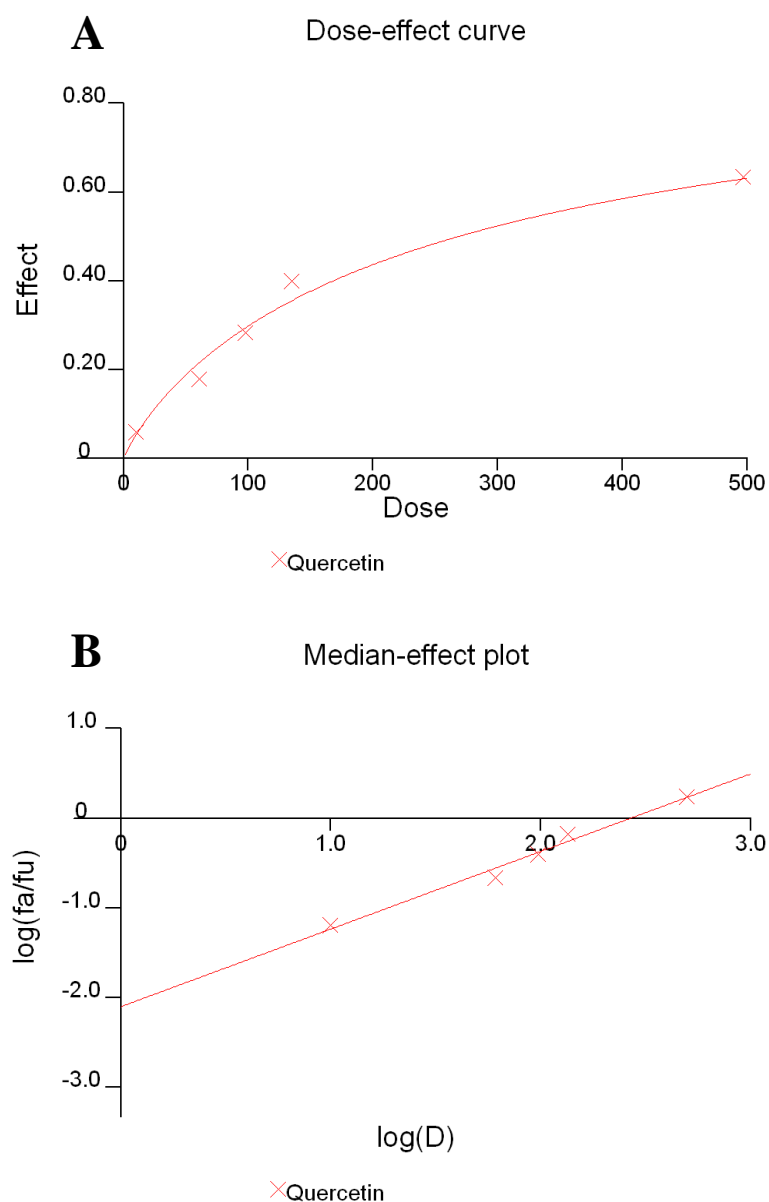 A
Dose-effect curve
0.80
0.60
0.40
0.20
0
Effect
0 100 200 300 400 500
Dose
Quercetin
B
Median-effect plot
1.0
0
0 1.0 2.0 3.0
-1.0
-2.0
-3.0
log(fa/fu)
log(D)
Quercetin